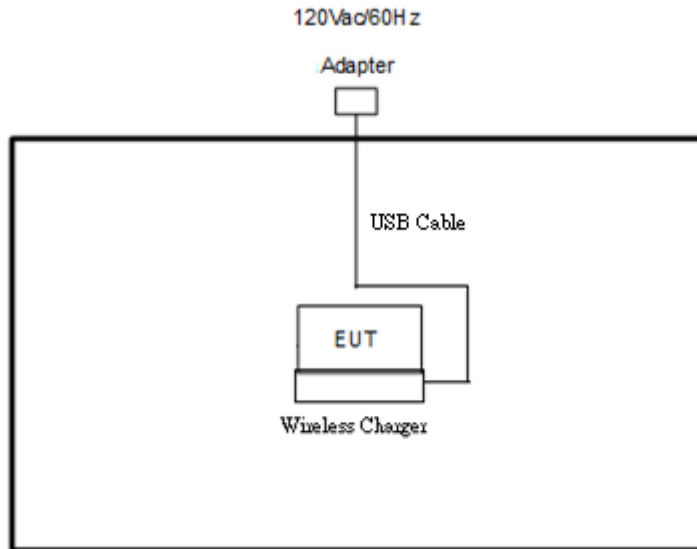 120Vac/60Hz
Adapter
USB Cable
EUT
Wireless Charger